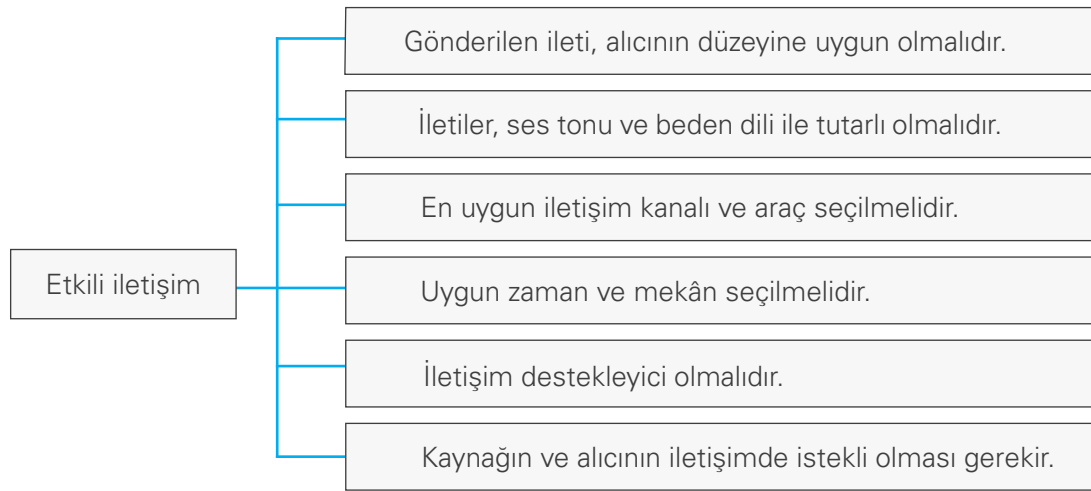 Gönderilen ileti, alıcının düzeyine uygun olmalıdır.
İletiler, ses tonu ve beden dili ile tutarlı olmalıdır.
En uygun iletişim kanalı ve araç seçilmelidir.
Etkili iletişim
Uygun zaman ve mekân seçilmelidir.
İletişim destekleyici olmalıdır.
Kaynağın ve alıcının iletişimde istekli olması gerekir.